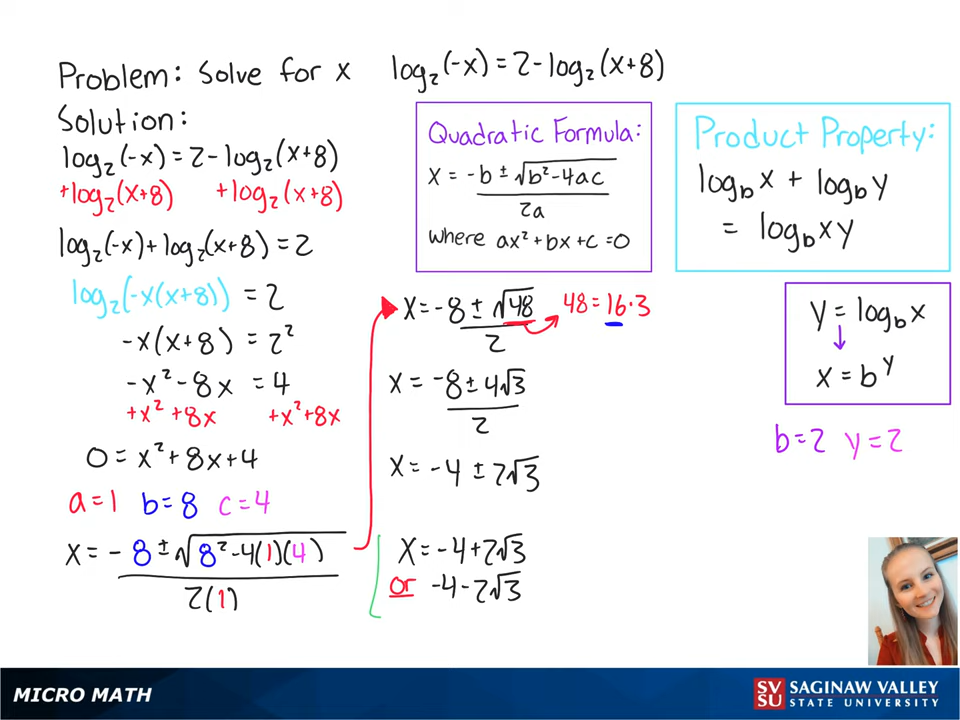 Problem: Solve for x log₂(-x) = 2 - log₂(x+8)
Solution:
log₂(-x) = 2 - log₂(x+8)
+log₂(x+8) +log₂(x+8)
log₂(-x) + log₂(x+8) = 2
log₂(-x(x+8)) = 2
-x(x+8) = 2²
-x² - 8x = 4
+x² + 8x +x² + 8x
0 = x² + 8x + 4
a = 1 b = 8 c = 4
x = -8 ± √(8² - 4(1)(4))
2(1)
Quadratic Formula:
x = -b ± √(b² - 4ac)
2a
where ax² + bx + c = 0
x = -8 ± √48 48 = 16·3
2
x = -8 ± 4√3
2
x = -4 ± 2√3
x = -4 + 2√3
or -4 - 2√3
Product Property:
log_b x + log_b y
= log_b xy
y = log_b x
↓
x = b^y
b = 2 y = 2
MICRO MATH
SV
SU
SAGINAW VALLEY
STATE UNIVERSITY